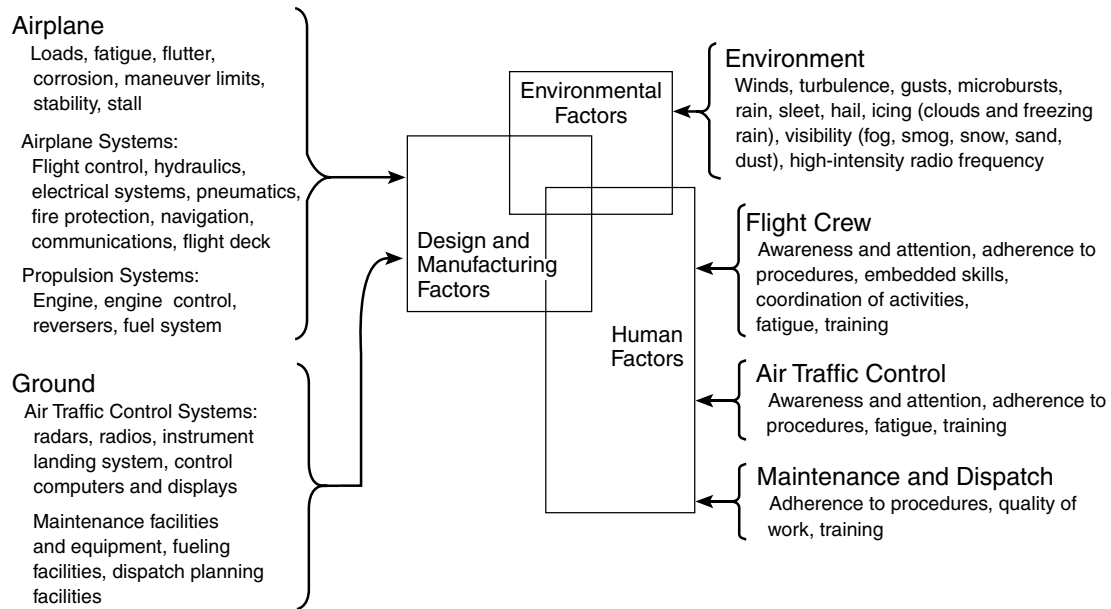 Airplane
Loads, fatigue, flutter,
corrosion, maneuver limits,
stability, stall
Airplane Systems:
Flight control, hydraulics,
electrical systems, pneumatics,
fire protection, navigation,
communications, flight deck
Propulsion Systems:
Engine, engine control,
reversers, fuel system
Ground
Air Traffic Control Systems:
radars, radios, instrument
landing system, control
computers and displays
Maintenance facilities
and equipment, fueling
facilities, dispatch planning
facilities
Environmental
Factors
Design and
Manufacturing
Factors
Human
Factors
Environment
Winds, turbulence, gusts, microbursts,
rain, sleet, hail, icing (clouds and freezing
rain), visibility (fog, smog, snow, sand,
dust), high-intensity radio frequency
Flight Crew
Awareness and attention, adherence to
procedures, embedded skills,
coordination of activities,
fatigue, training
Air Traffic Control
Awareness and attention, adherence to
procedures, fatigue, training
Maintenance and Dispatch
Adherence to procedures, quality of
work, training